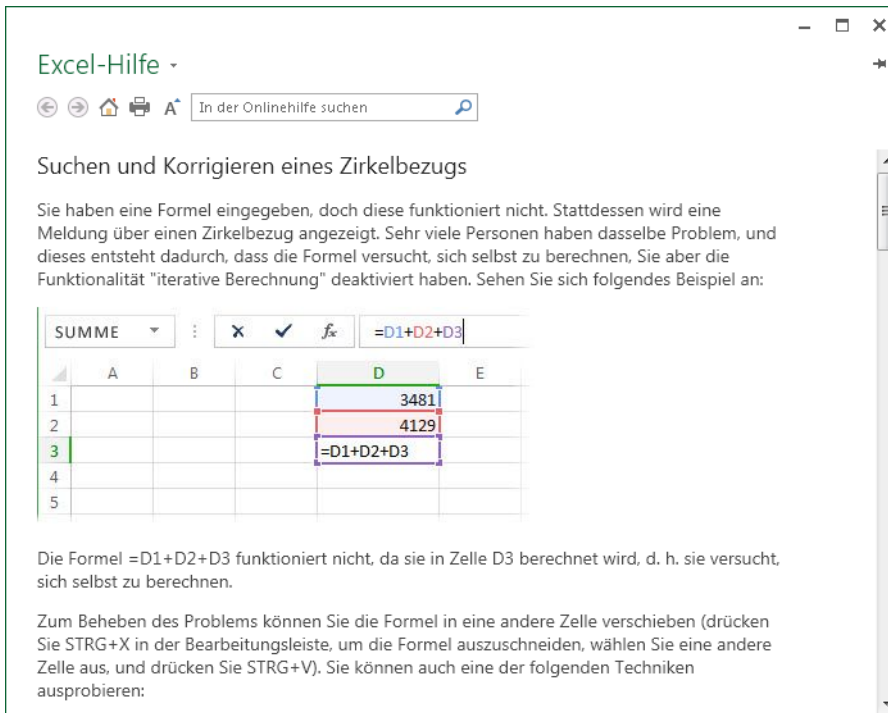 Excel-Hilfe
In der Onlinehilfe suchen
Suchen und Korrigieren eines Zirkelbezugs
Sie haben eine Formel eingegeben, doch diese funktioniert nicht. Stattdessen wird eine
Meldung über einen Zirkelbezug angezeigt. Sehr viele Personen haben dasselbe Problem, und
dieses entsteht dadurch, dass die Formel versucht, sich selbst zu berechnen, Sie aber die
Funktionalität "iterative Berechnung" deaktiviert haben. Sehen Sie sich folgendes Beispiel an:
SUMME fx =D1+D2+D3
A B C D E
1 3481
2 4129
3 =D1+D2+D3
4
5
Die Formel =D1+D2+D3 funktioniert nicht, da sie in Zelle D3 berechnet wird, d. h. sie versucht,
sich selbst zu berechnen.
Zum Beheben des Problems können Sie die Formel in eine andere Zelle verschieben (drücken
Sie STRG+X in der Bearbeitungsleiste, um die Formel auszuschneiden, wählen Sie eine andere
Zelle aus, und drücken Sie STRG+V). Sie können auch eine der folgenden Techniken
ausprobieren: